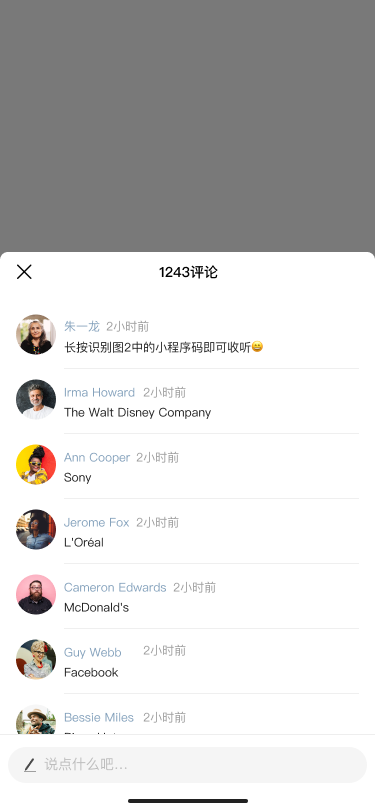 1243评论
朱一龙 2小时前
长按识别图2中的小程序码即可收听😄
Irma Howard 2小时前
The Walt Disney Company
Ann Cooper 2小时前
Sony
Jerome Fox 2小时前
L'Oréal
Cameron Edwards 2小时前
McDonald's
Guy Webb 2小时前
Facebook
Bessie Miles 2小时前
说点什么吧...